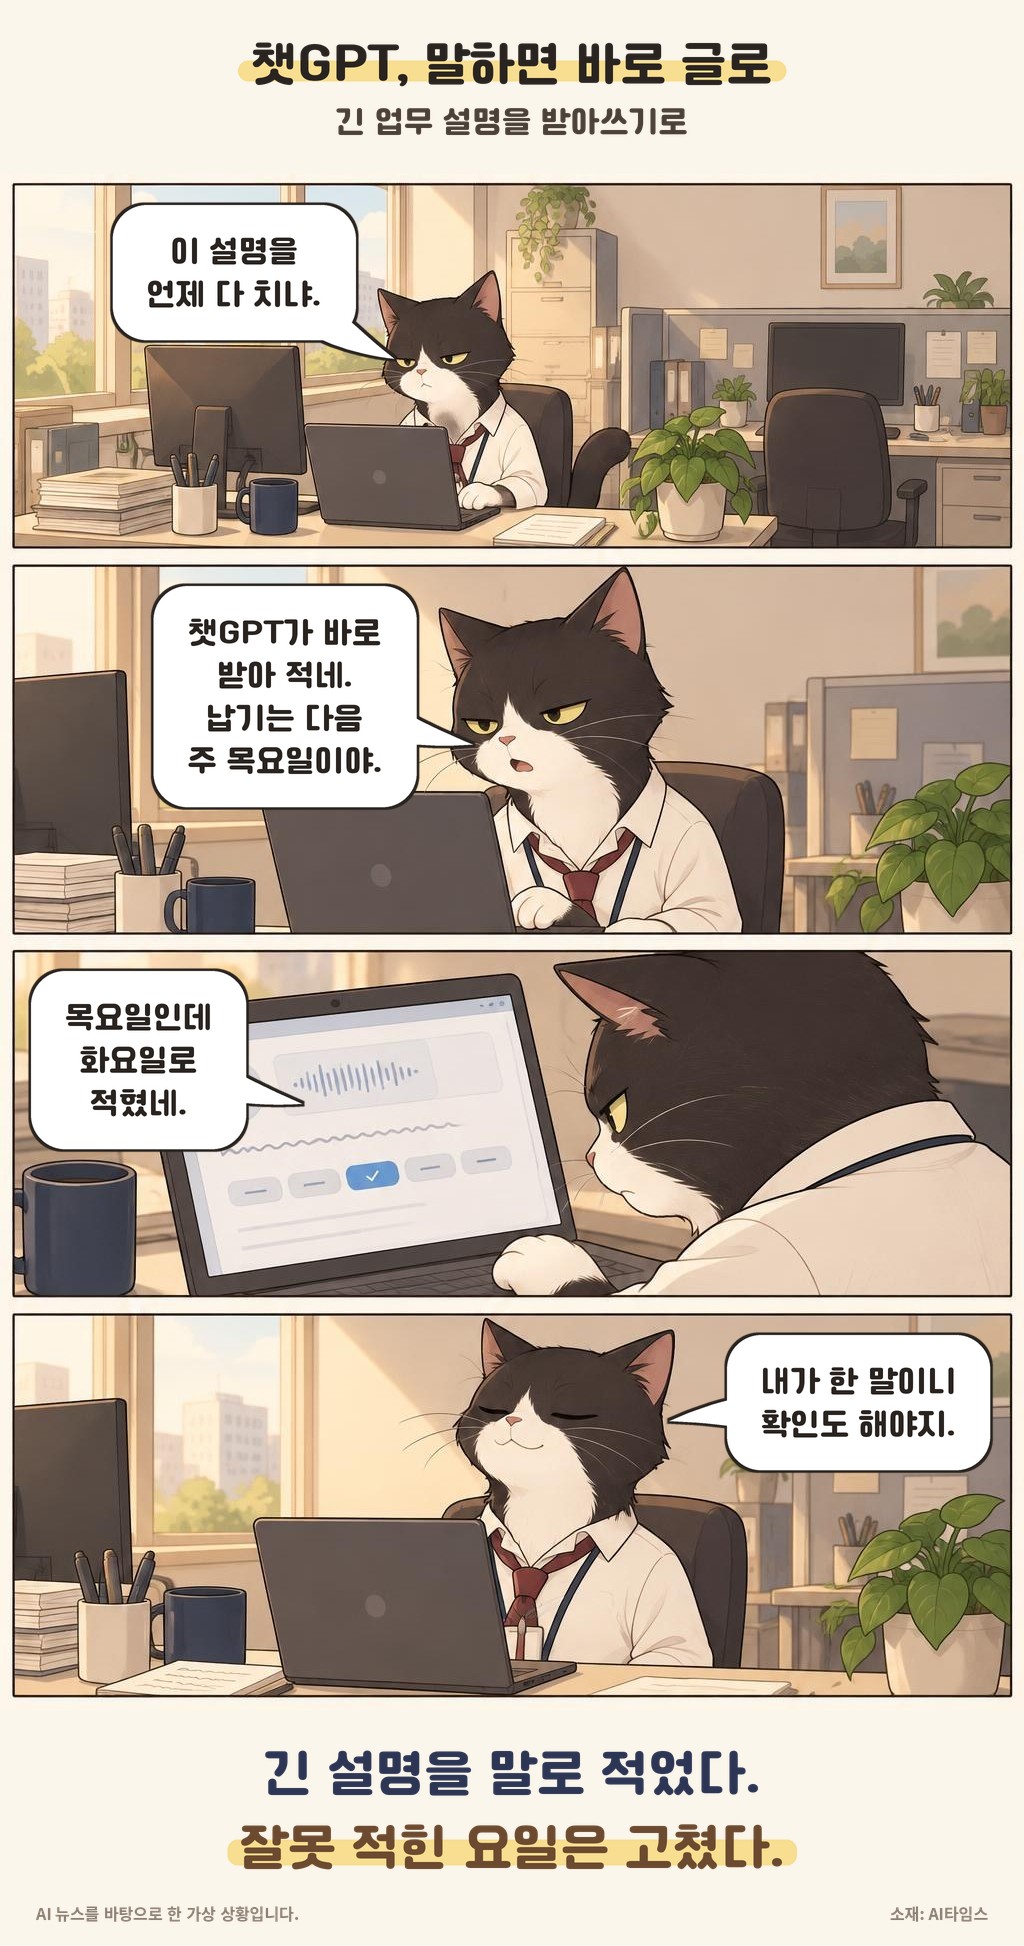 챗GPT, 말하면 바로 글로
긴 업무 설명을 받아쓰기로
이 설명을
언제 다 치냐.
챗GPT가 바로
받아 적네.
납기는 다음
주 목요일이야.
목요일인데
화요일로
적혔네.
내가 한 말이니
확인도 해야지.
긴 설명을 말로 적었다.
잘못 적힌 요일은 고쳤다.
AI 뉴스를 바탕으로 한 가상 상황입니다.
소재: AI타임스